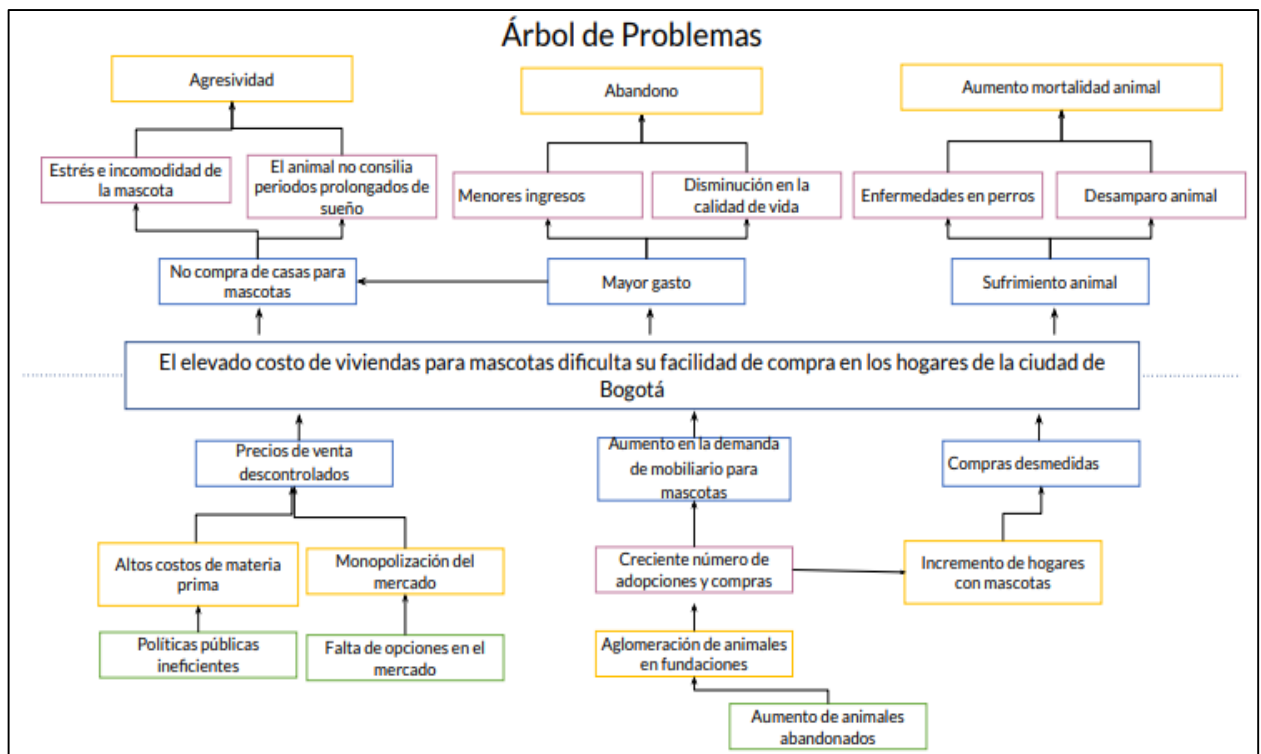 Árbol de Problemas
Agresividad
Abandono
Aumento mortalidad animal
Estrés e incomodidad de
la mascota
El animal no consilia
periodos prolongados de
sueño
Menores ingresos
Disminución en la
calidad de vida
Enfermedades en perros
Desamparo animal
No compra de casas para
mascotas
Mayor gasto
Sufrimiento animal
El elevado costo de viviendas para mascotas dificulta su facilidad de compra en los hogares de la ciudad de
Bogotá
Precios de venta
descontrolados
Aumento en la demanda
de mobiliario para
mascotas
Compras desmedidas
Altos costos de materia
prima
Monopolización del
mercado
Creciente número de
adopciones y compras
Incremento de hogares
con mascotas
Políticas públicas
ineficientes
Falta de opciones en el
mercado
Aglomeración de animales
en fundaciones
Aumento de animales
abandonados